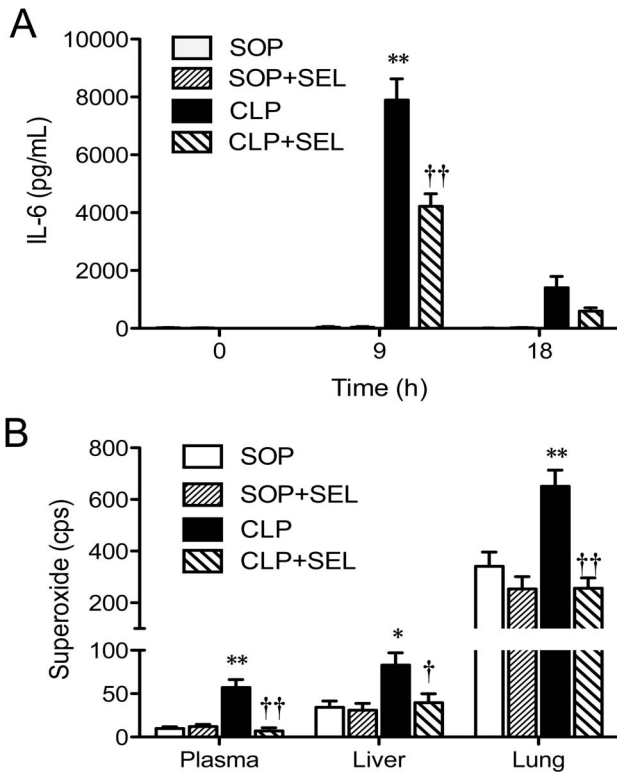 A
10000
8000
6000
4000
2000
0
IL-6 (pg/mL)
SOP
SOP+SEL
CLP
CLP+SEL
**
††
0 9 18
Time (h)
B
800
600
400
200
100
50
0
Superoxide (cps)
SOP
SOP+SEL
CLP
CLP+SEL
**
††
*
†
**
††
Plasma Liver Lung